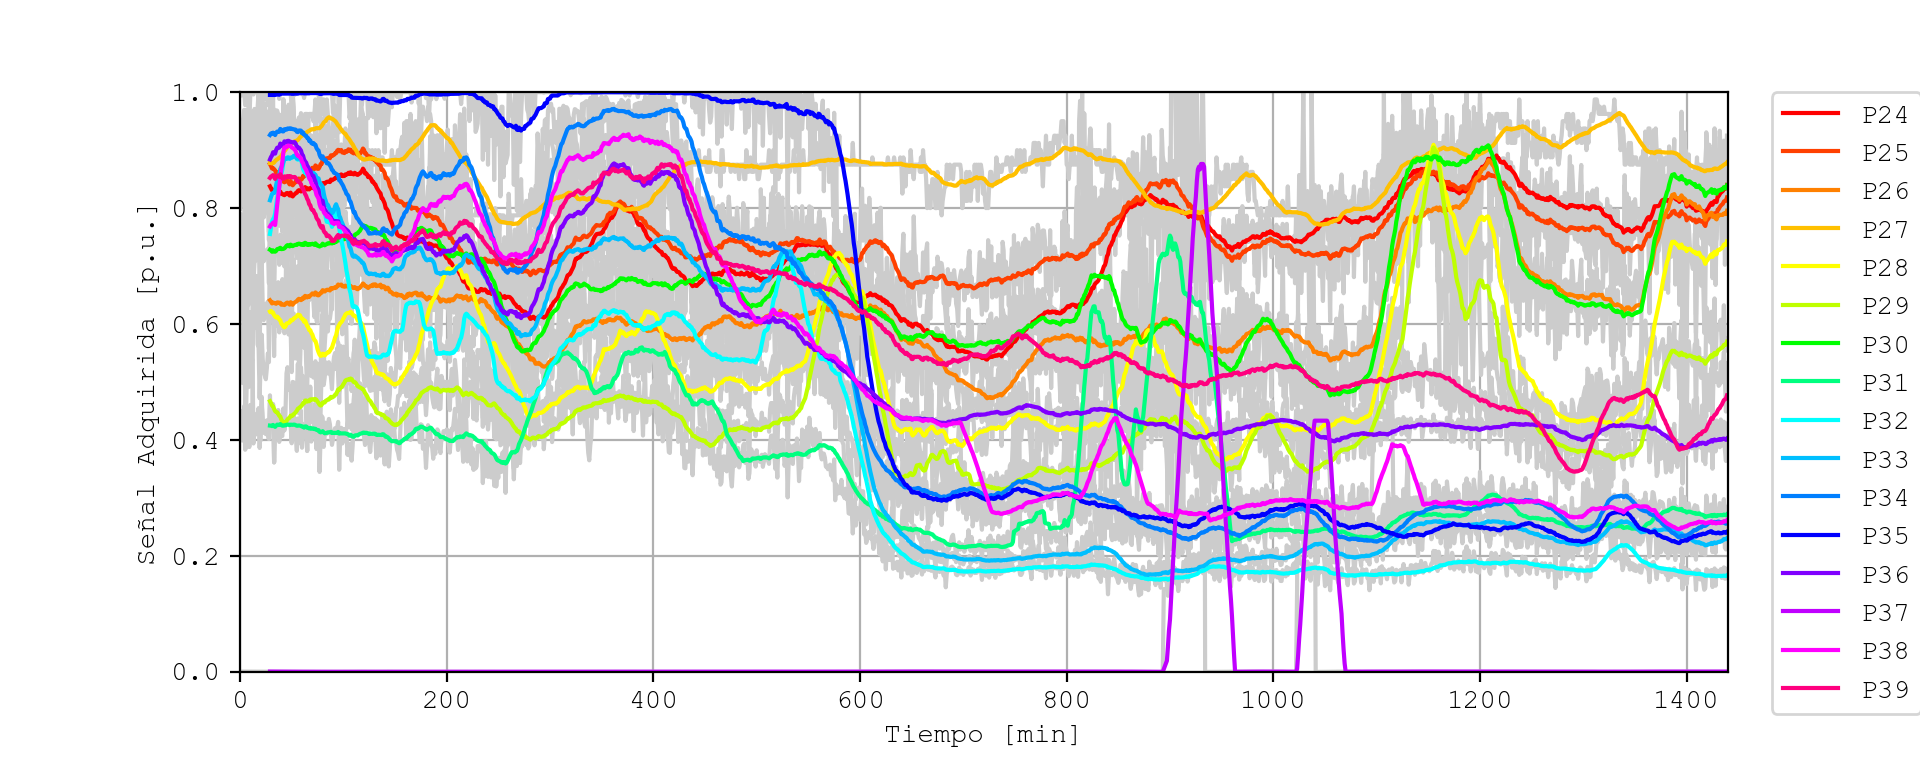 1.0
0.8
0.6
0.4
0.2
0.0
Señal Adquirida [p.u.]
0 200 400 600 800 1000 1200 1400
Tiempo [min]
P24
P25
P26
P27
P28
P29
P30
P31
P32
P33
P34
P35
P36
P37
P38
P39